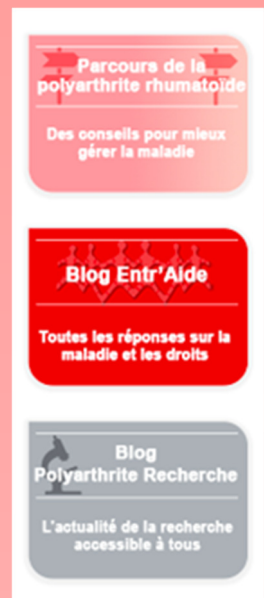 Parcours de la
polyarthrite rhumatoïde
Des conseils pour mieux
gérer la maladie
Blog Entr'Aide
Toutes les réponses sur la
maladie et les droits
Blog
Polyarthrite Recherche
L'actualité de la recherche
accessible à tous